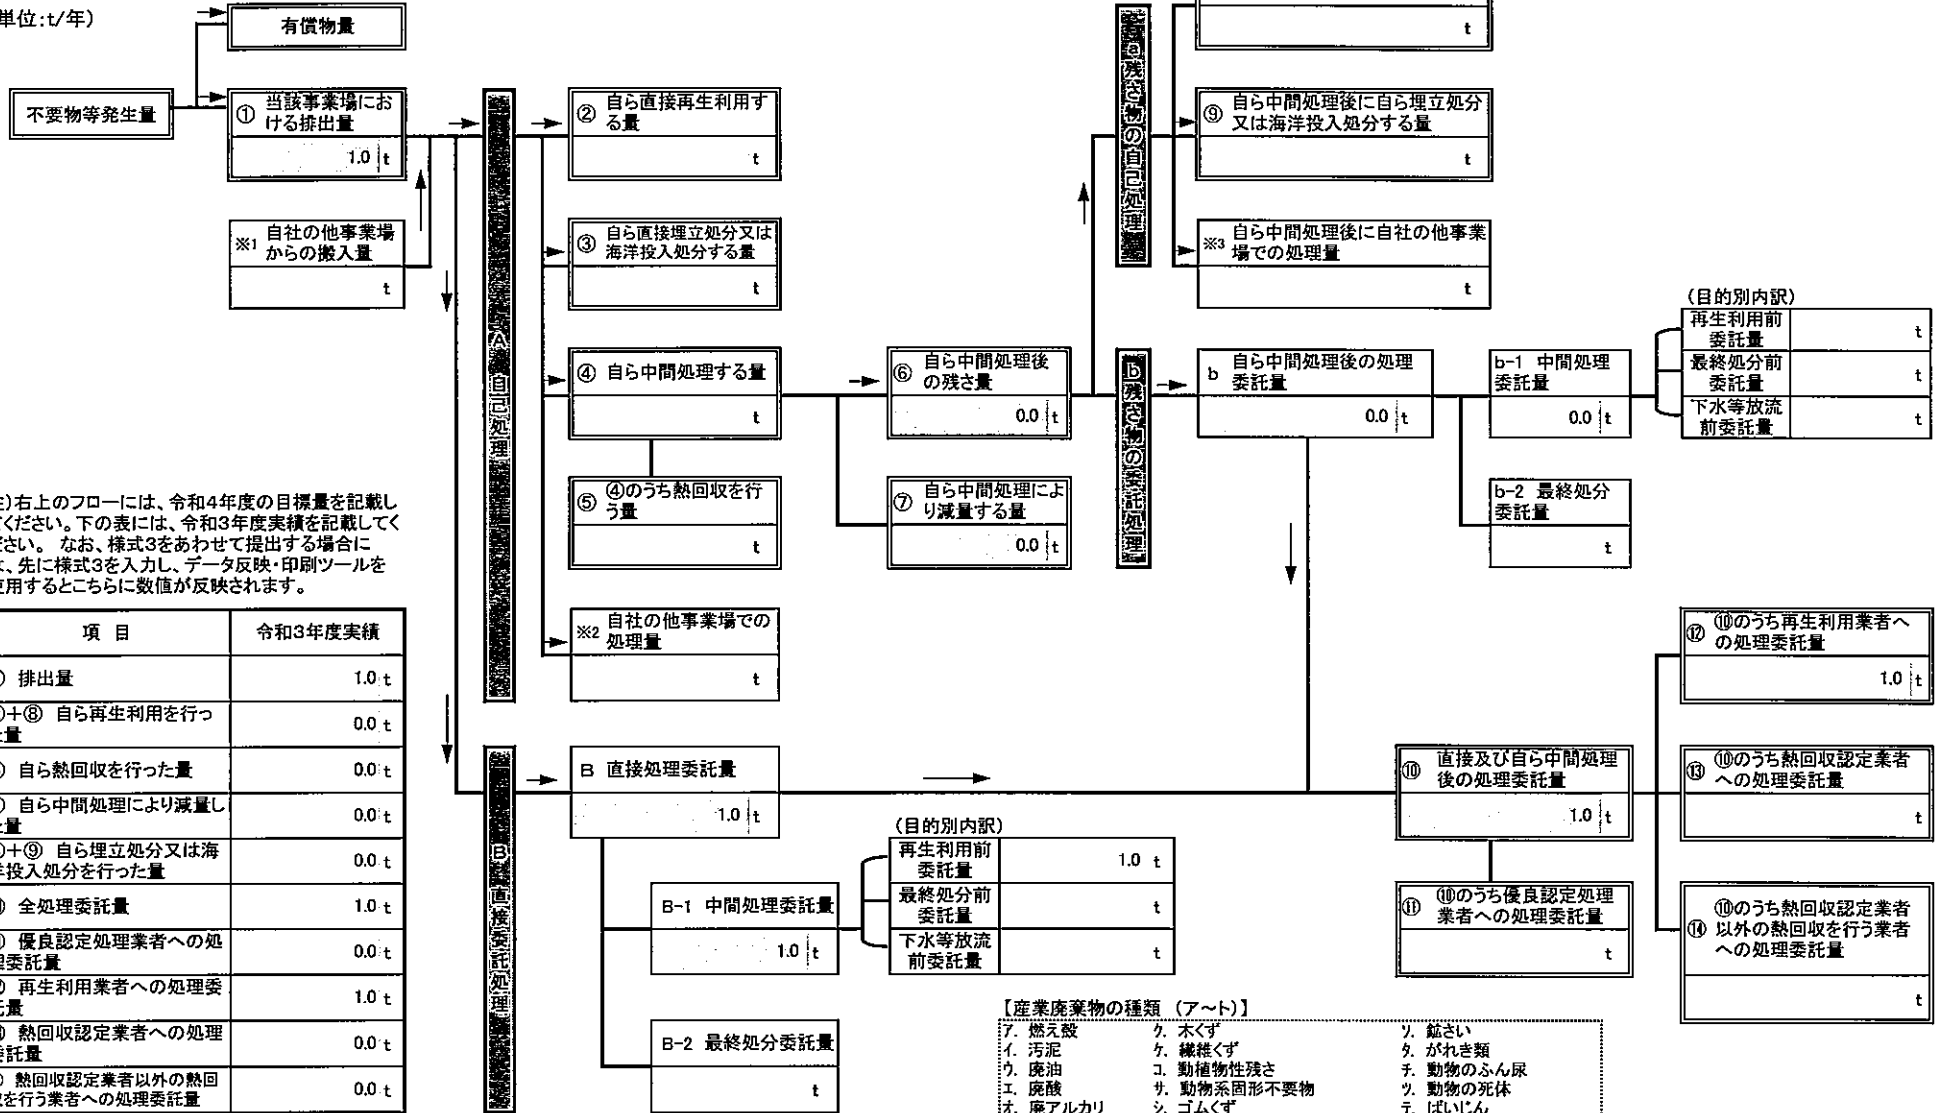 単位:t/年)
有償物量
不要物等発生量
① 当該事業場にお
ける排出量
1.0 t
※1 自社の他事業場
からの搬入量
t
A 自己処理
② 自ら直接再生利用す
る量
t
③ 自ら直接埋立処分又は
海洋投入処分する量
t
④ 自ら中間処理する量
t
⑤ ④のうち熱回収を行
う量
t
※2 自社の他事業場での
処理量
t
⑥ 自ら中間処理後
の残さ量
0.0 t
⑦ 自ら中間処理によ
り減量する量
0.0 t
a 残さ物の自己処理
t
⑨ 自ら中間処理後に自ら埋立処分
又は海洋投入処分する量
t
※3 自ら中間処理後に自社の他事業
場での処理量
t
b 残さ物の委託処理
b 自ら中間処理後の処理
委託量
0.0 t
b-1 中間処理
委託量
0.0 t
(目的別内訳)
再生利用前
委託量
t
最終処分前
委託量
t
下水等放流
前委託量
t
b-2 最終処分
委託量
t
)右上のフローには、令和4年度の目標量を記載し
ください。下の表には、令和3年度実績を記載してく
さい。 なお、様式3をあわせて提出する場合に
、先に様式3を入力し、データ反映・印刷ツールを
用するとこちらに数値が反映されます。
項 目 令和3年度実績
排出量 1.0 t
+⑧ 自ら再生利用を行っ
量 0.0 t
自ら熱回収を行った量 0.0 t
自ら中間処理により減量し
量 0.0 t
+⑨ 自ら埋立処分又は海
投入処分を行った量 0.0 t
全処理委託量 1.0 t
優良認定処理業者への処
委託量 0.0 t
再生利用業者への処理委
量 1.0 t
熱回収認定業者への処理
託量 0.0 t
熱回収認定業者以外の熱回
を行う業者への処理委託量 0.0 t
B 直接委託処理
B 直接処理委託量
1.0 t
B-1 中間処理委託量
1.0 t
(目的別内訳)
再生利用前
委託量
1.0 t
最終処分前
委託量
t
下水等放流
前委託量
t
B-2 最終処分委託量
t
⑩ 直接及び自ら中間処理
後の処理委託量
1.0 t
⑪ ⑩のうち優良認定処理
業者への処理委託量
t
⑫ ⑩のうち再生利用業者へ
の処理委託量
1.0 t
⑬ ⑩のうち熱回収認定業者
への処理委託量
t
⑭ ⑩のうち熱回収認定業者
以外の熱回収を行う業者
への処理委託量
t
【産業廃棄物の種類 (ア~ト)】
ア. 燃え殻 ク. 木くず ソ. 鉱さい
イ. 汚泥 ケ. 繊維くず タ. がれき類
ウ. 廃油 コ. 動植物性残さ チ. 動物のふん尿
エ. 廃酸 サ. 動物系固形不要物 ツ. 動物の死体
オ. 廃アルカリ シ. ゴムくず テ. ばいじん